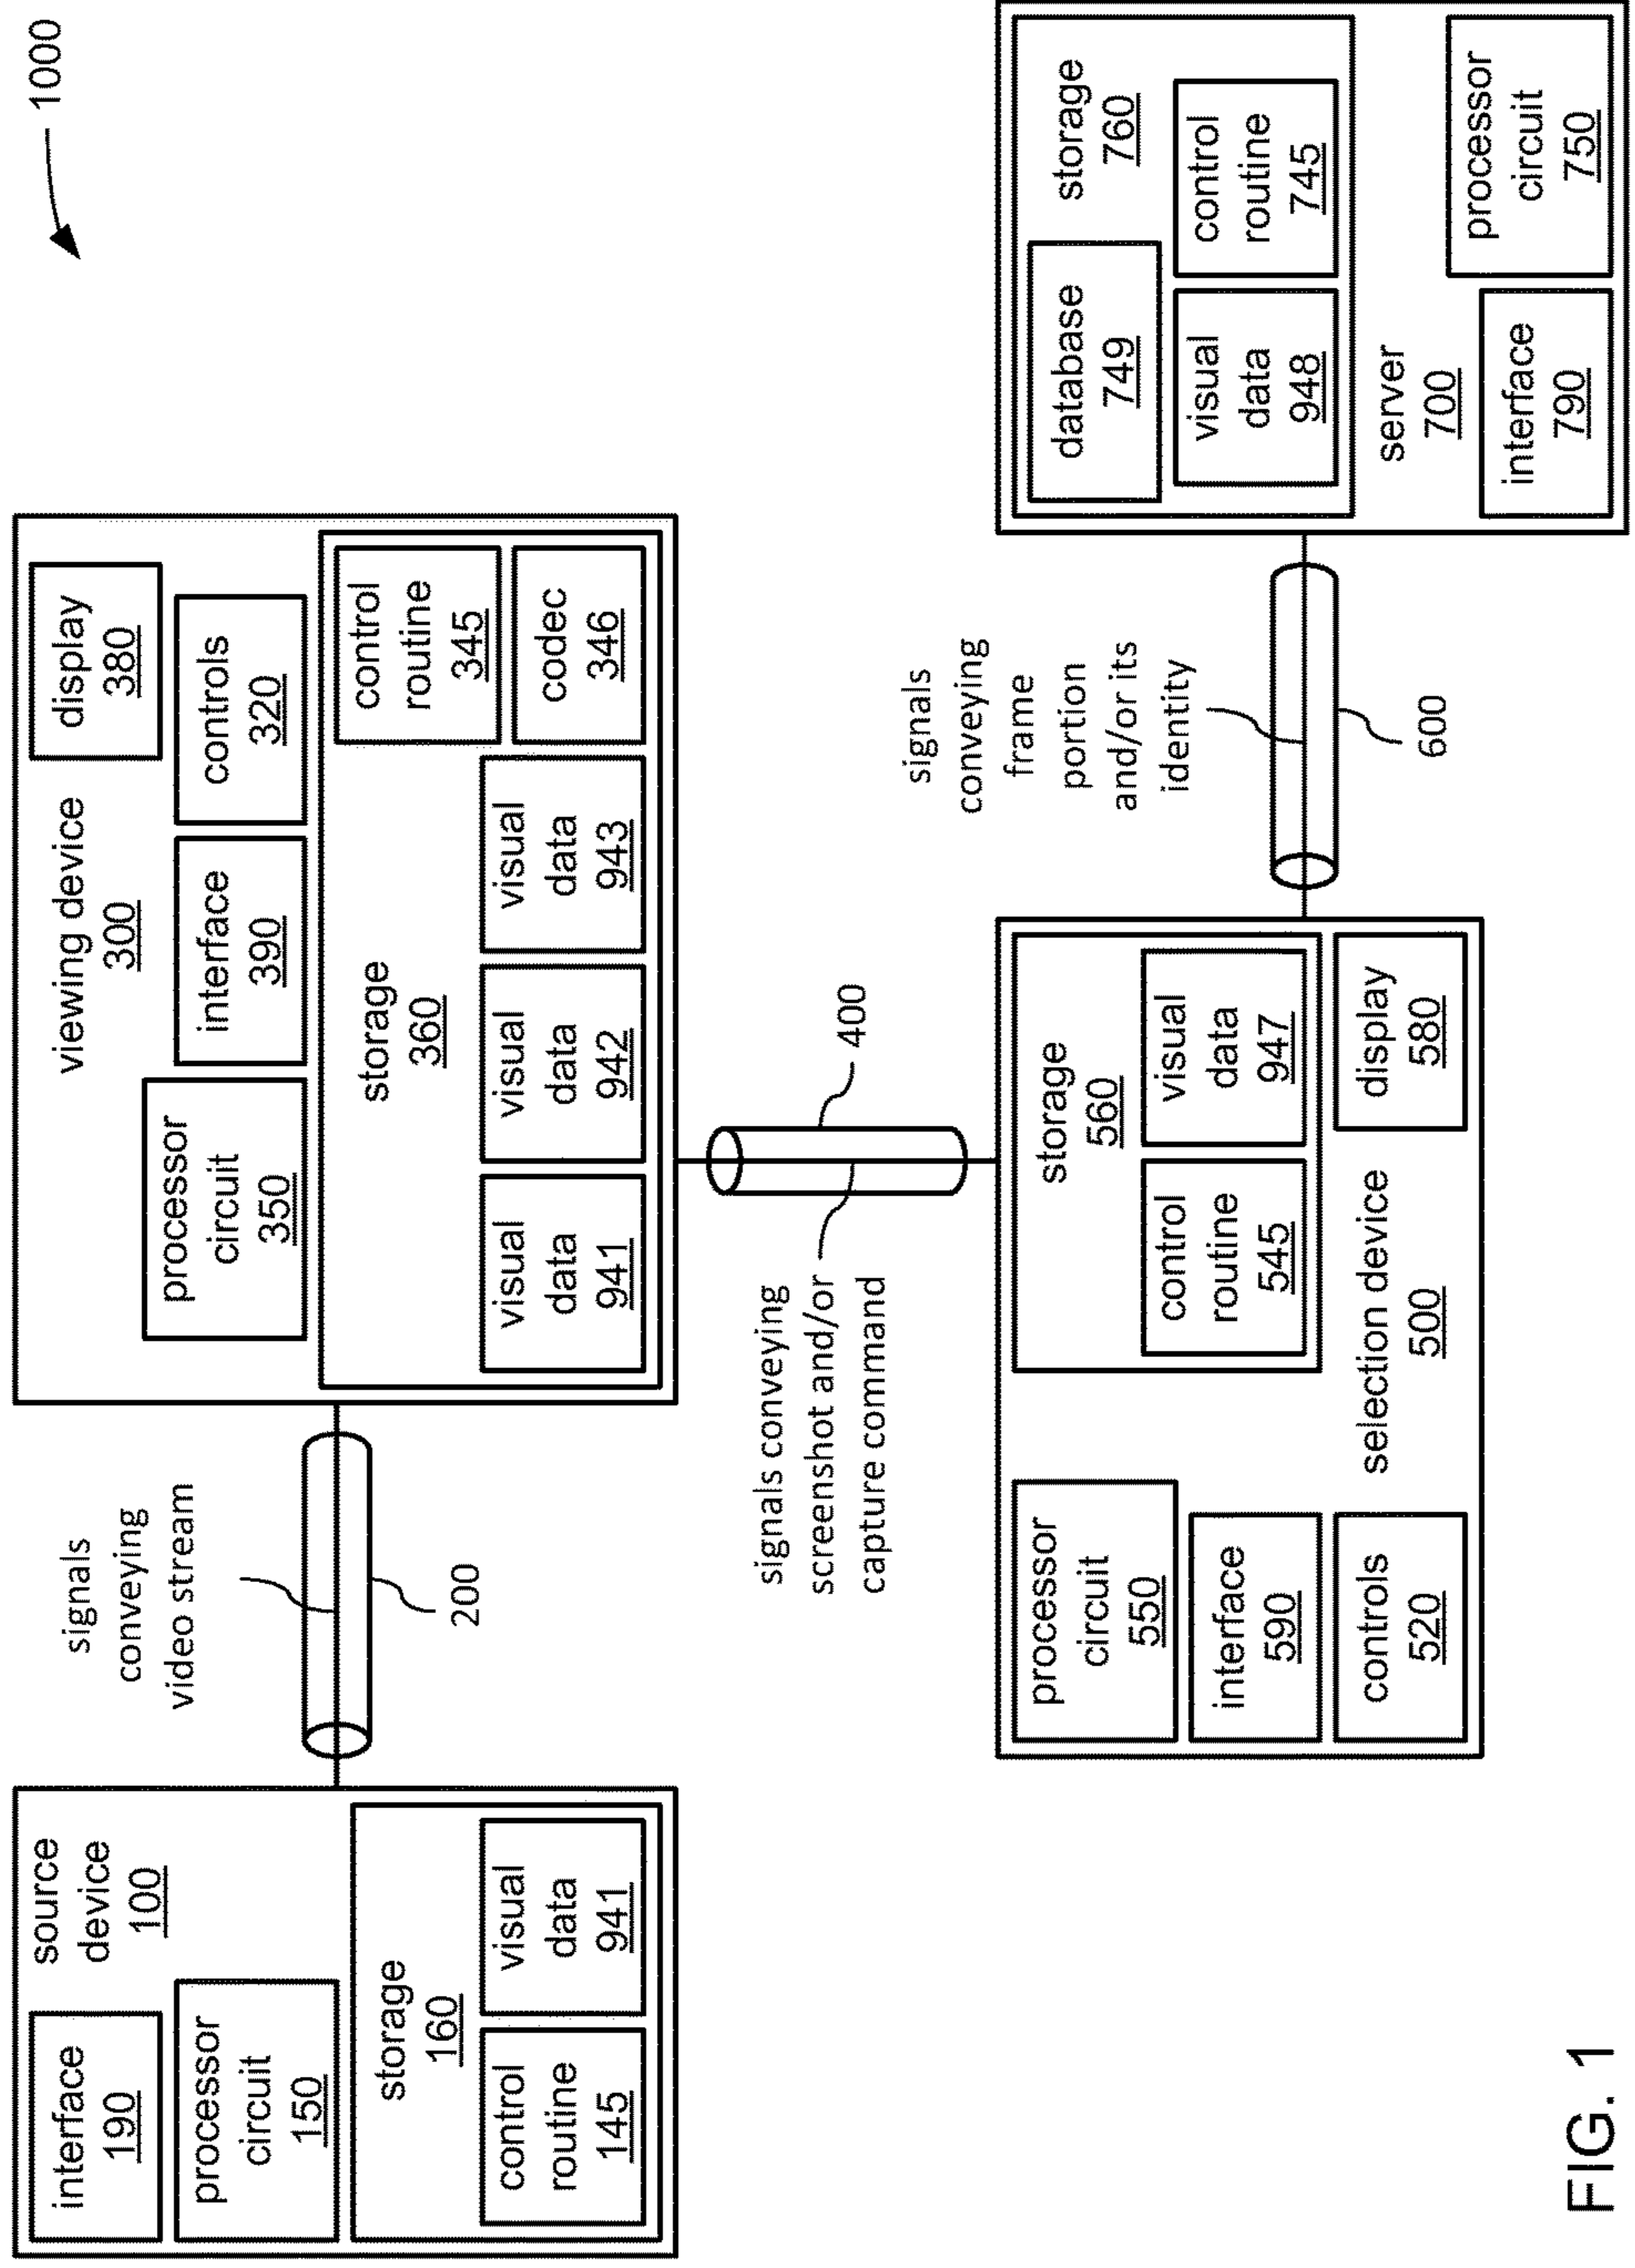 1000
source
device
100
interface
190
processor
circuit
150
storage
160
control
routine
145
visual
data
941
signals
conveying
video stream
200
viewing device
300
display
380
processor
circuit
350
interface
390
controls
320
storage
360
control
routine
345
codec
346
visual
data
941
visual
data
942
visual
data
943
signals conveying
screenshot and/or
capture command
400
processor
circuit
550
interface
590
controls
520
storage
560
control
routine
545
visual
data
947
selection device
500
display
580
signals
conveying
frame
portion
and/or its
identity
600
database
749
storage
760
visual
data
948
control
routine
745
server
700
interface
790
processor
circuit
750
FIG. 1